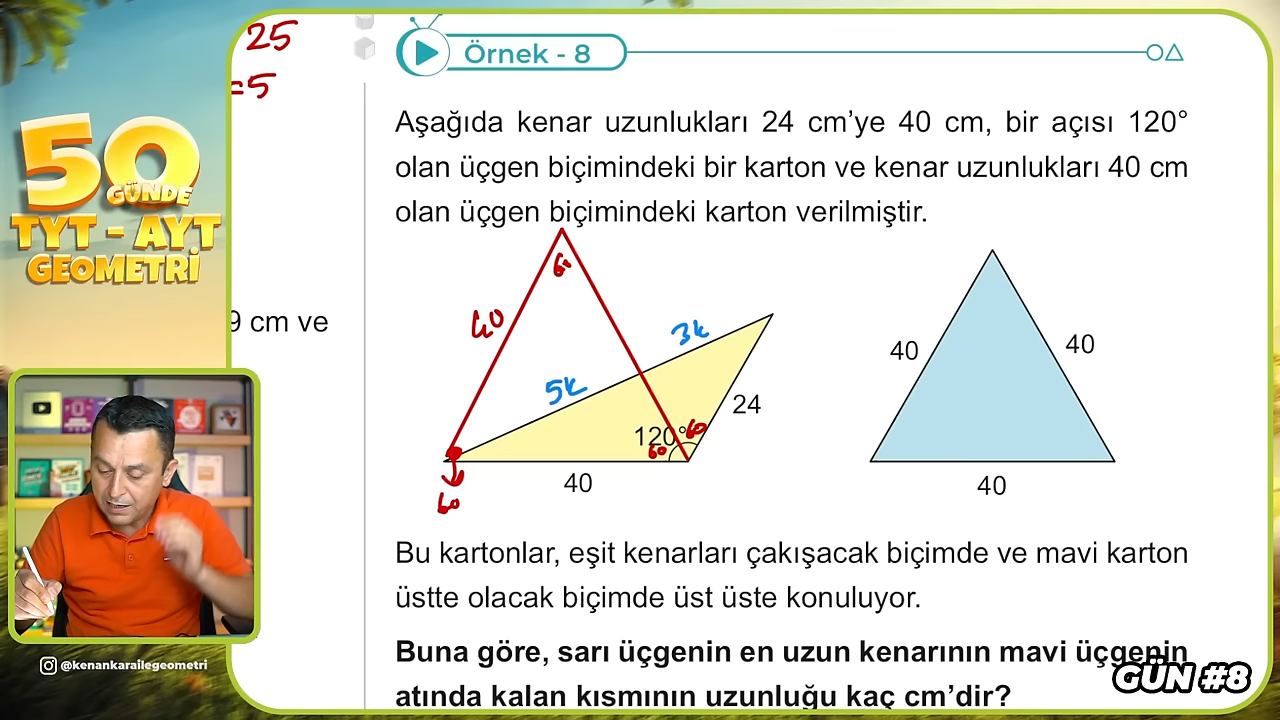 25
=5
Örnek - 8
50
GÜNDE
TYT - AYT
GEOMETRİ
Aşağıda kenar uzunlukları 24 cm'ye 40 cm, bir açısı 120°
olan üçgen biçimindeki bir karton ve kenar uzunlukları 40 cm
olan üçgen biçimindeki karton verilmiştir.
9 cm ve
60
40
3k
5k
24
120°
60
60
40
60
40
40
40
Bu kartonlar, eşit kenarları çakışacak biçimde ve mavi karton
üstte olacak biçimde üst üste konuluyor.
Buna göre, sarı üçgenin en uzun kenarının mavi üçgenin
atında kalan kısmının uzunluğu kaç cm'dir?
@kenankarailegeometri
GÜN #8